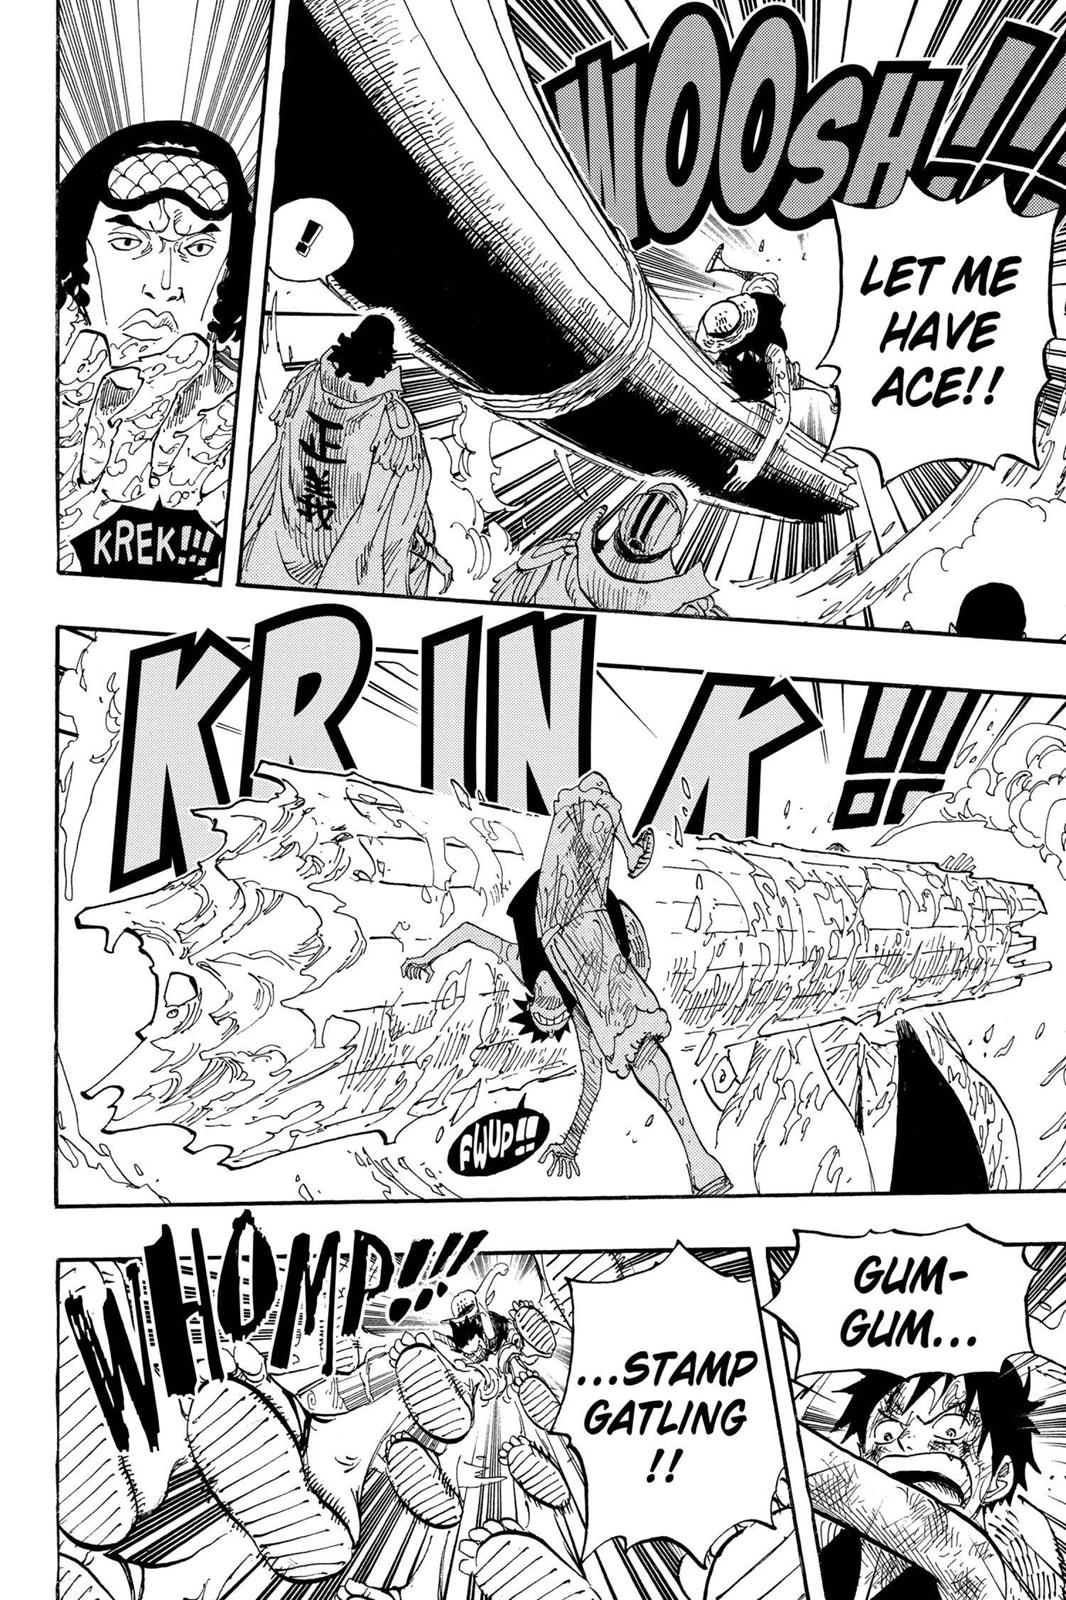 WOOSH!!!
LET ME
HAVE
ACE!!
!
正義
KREK!!!
KRINK!!
FWUP!!
GUM-
GUM...
...STAMP
GATLING
!!
WHOMP!!!